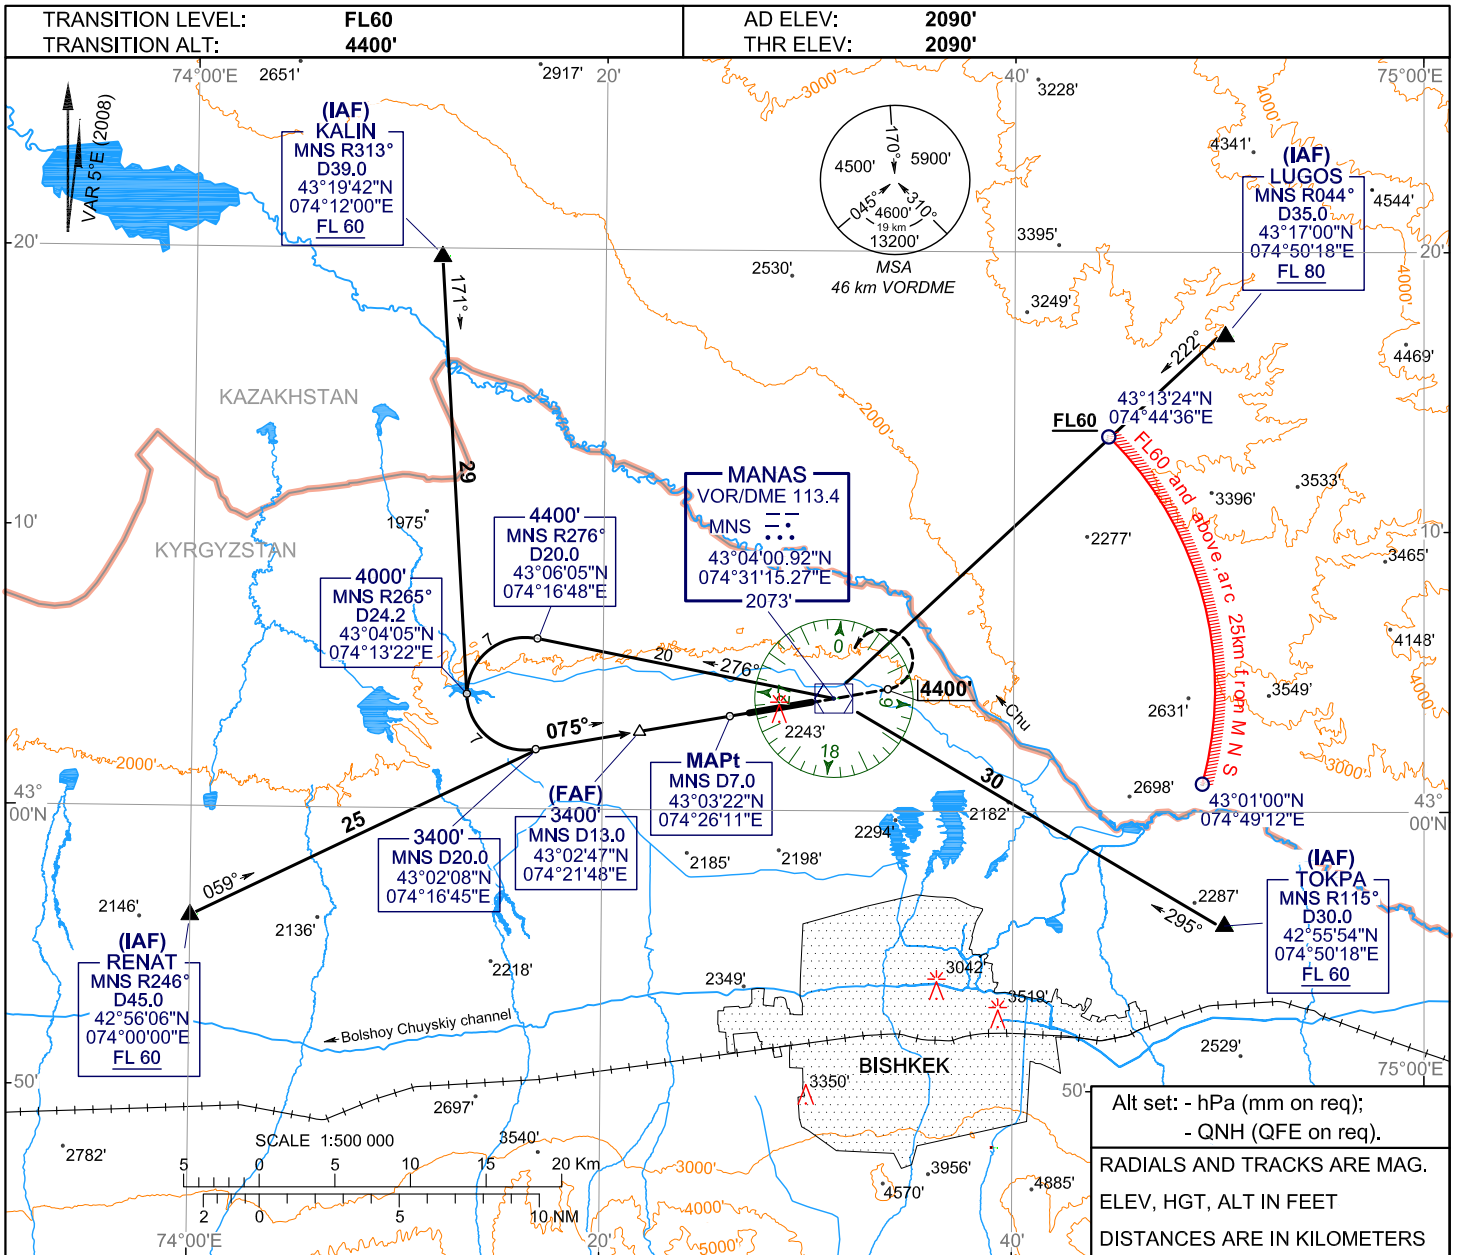 TRANSITION LEVEL: FL60
TRANSITION ALT: 4400'
AD ELEV: 2090'
THR ELEV: 2090'
74°00'E
2651'
2917'
20'
3000'
40'
3228'
75°00'E
4000'
VAR 5°E (2008)
(IAF)
KALIN
MNS R313°
D39.0
43°19'42"N
074°12'00"E
FL 60
170°
4500'
5900'
045°
310°
4600'
19 km
13200'
MSA
46 km VORDME
4341'
(IAF)
LUGOS
MNS R044°
D35.0
43°17'00"N
074°50'18"E
FL 80
4544'
20'
3395'
20'
2530'
4000'
3249'
171°
222°
4469'
KAZAKHSTAN
2000'
43°13'24"N
074°44'36"E
FL60
FL60 and above, arc 25km from MNS
29
MANAS
VOR/DME 113.4
MNS
43°04'00.92"N
074°31'15.27"E
2073'
3396'
3533'
10'
1975'
4400'
MNS R276°
D20.0
43°06'05"N
074°16'48"E
2277'
10'
3465'
KYRGYZSTAN
4000'
MNS R265°
D24.2
43°04'05"N
074°13'22"E
4148'
7
20
276°
0
4400'
9
18
2243'
Chu
2631'
3549'
4000'
7
075°
2000'
MAPt
MNS D7.0
43°03'22"N
074°26'11"E
30
3000'
(FAF)
3400'
MNS D13.0
43°02'47"N
074°21'48"E
2698'
43°01'00"N
074°49'12"E
43°
00'N
43°
00'N
25
3400'
MNS D20.0
43°02'08"N
074°16'45"E
2294'
2182'
2185'
2198'
059°
(IAF)
TOKPA
MNS R115°
D30.0
42°55'54"N
074°50'18"E
FL 60
2287'
295°
2146'
2136'
(IAF)
RENAT
MNS R246°
D45.0
42°56'06"N
074°00'00"E
FL 60
2218'
2349'
3042'
3519'
Bolshoy Chuyskiy channel
2529'
BISHKEK
75°00'E
3350'
50'
50'
2697'
Alt set: - hPa (mm on req);
- QNH (QFE on req).
SCALE 1:500 000
3540'
2782'
5 0 5 10 15 20 Km
3000'
3956'
4570'
4885'
RADIALS AND TRACKS ARE MAG.
2 0 5 10 NM
4000'
ELEV, HGT, ALT IN FEET
74°00'E
20'
5000'
40'
DISTANCES ARE IN KILOMETERS